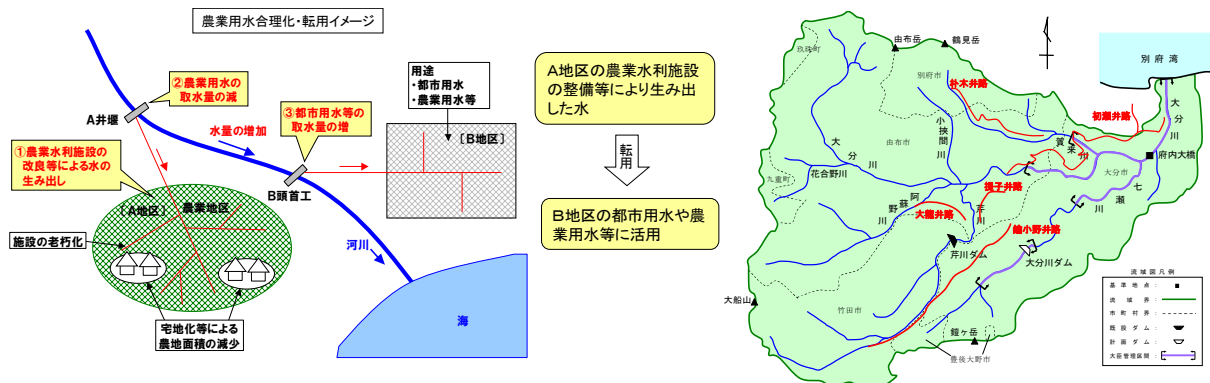 農業用水合理化・転用イメージ
②農業用水の
取水量の減
A井堰
水量の増加
①農業水利施設の
改良等による水の
生み出し
③都市用水等の
取水量の増
用途
・都市用水
・農業用水等
[B地区]
B頭首工
[A地区]
農業地区
施設の老朽化
宅地化等による
農地面積の減少
河川
海
A地区の農業水利施設
の整備等により生み出
した水
転用
B地区の都市用水や農
業用水等に活用
玖珠町
由布岳
鶴見岳
別府湾
別府市
朴木井路
初瀬井路
大分川
小挾間川
賀来川
府内大橋
由布市
大分市
大分川
花合野川
九重町
提子井路
七瀬川
阿蘇野川
大龍井路
芹川
鑰小野井路
芹川ダム
大分川ダム
大船山
竹田市
鎧ヶ岳
豊後大野市
流域図凡例
基準地点：
流域界：
市町村界：
既設ダム：
計画ダム：
大臣管理区間：